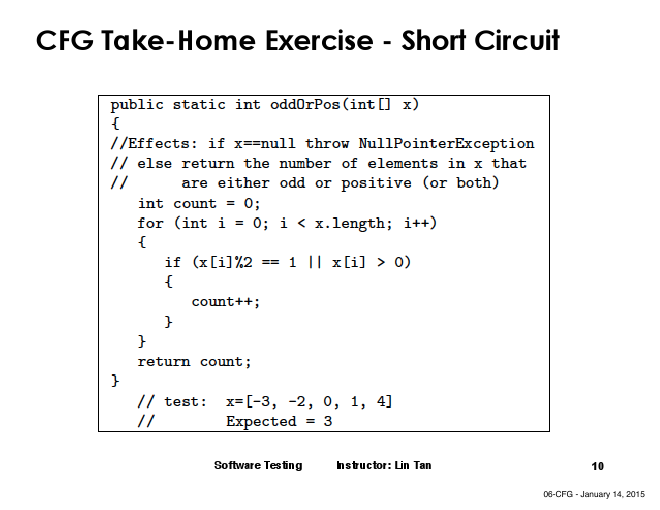 CFG Take-Home Exercise - Short Circuit
public static int oddOrPos(int[] x)
{
//Effects: if x==null throw NullPointerException
// else return the number of elements in x that
//      are either odd or positive (or both)
   int count = 0;
   for (int i = 0; i < x.length; i++)
   {
      if (x[i]%2 == 1 || x[i] > 0)
      {
         count++;
      }
   }
   return count;
}
   // test:  x=[-3, -2, 0, 1, 4]
   //        Expected = 3
Software Testing Instructor: Lin Tan 10
06-CFG - January 14, 2015